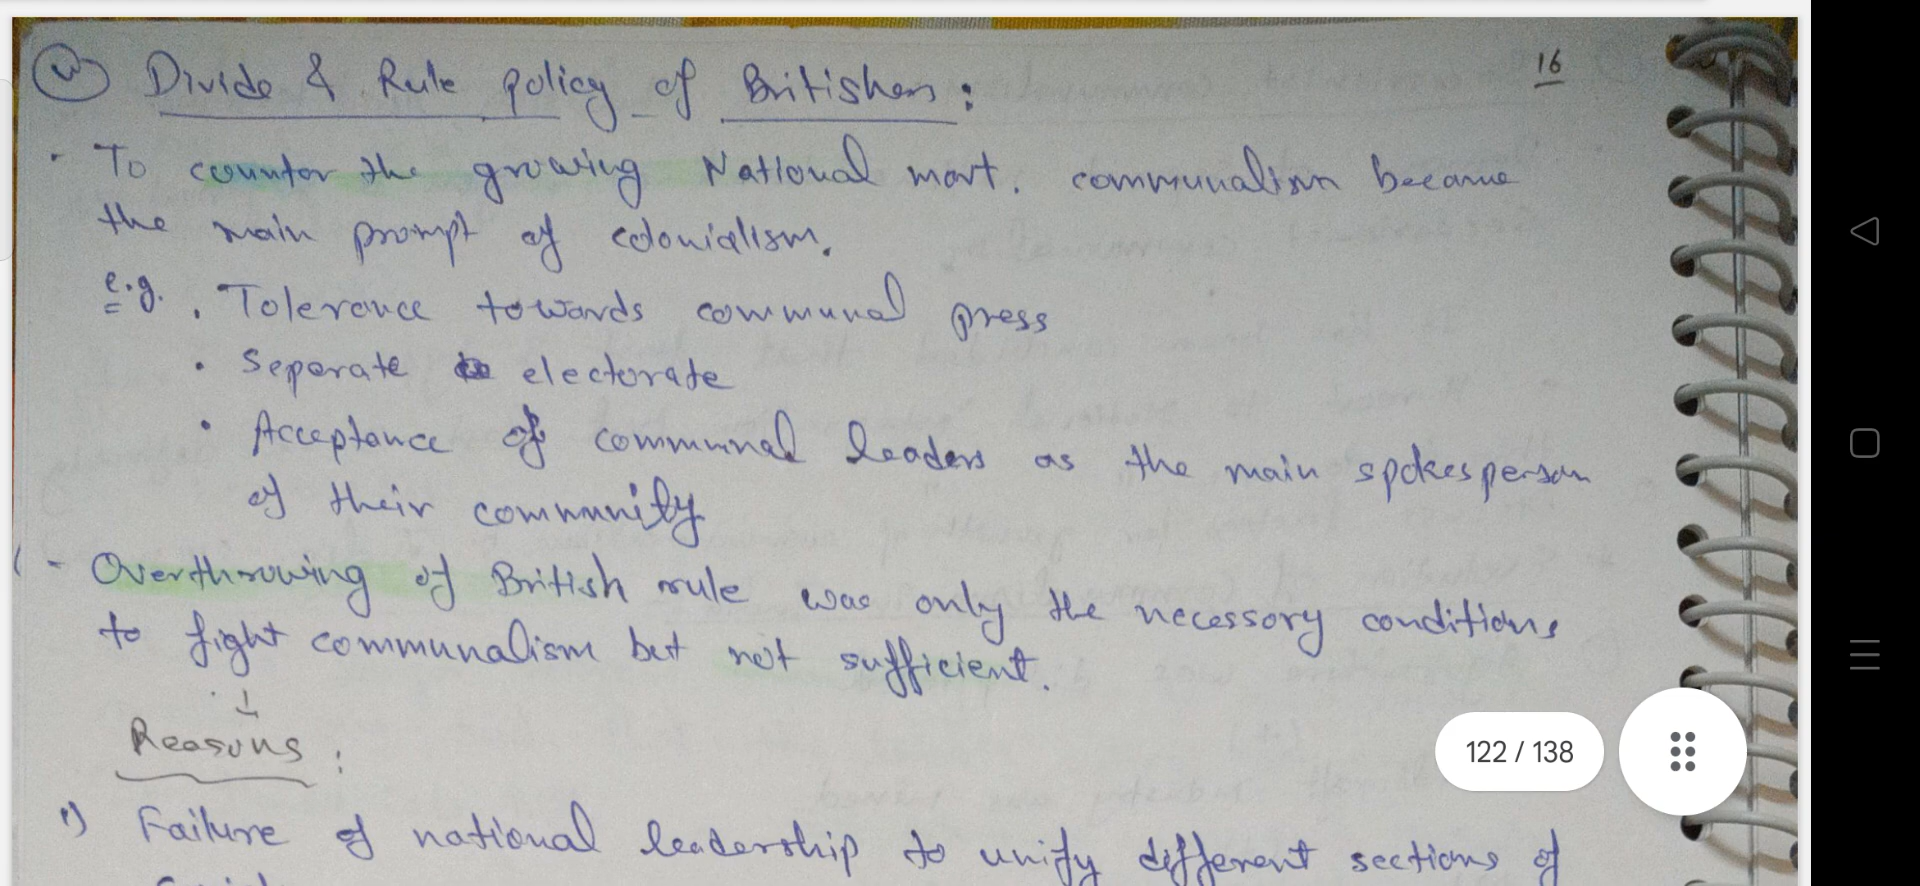 v) Divide & Rule policy of Britishers :
16
- To counter the growing National mvt. communalism became
the main prompt of colonialism.
e.g. . Tolerance towards communal press
• Seperate electorate
• Acceptance of communal leaders as the main spokesperson
of their community
- Overthrowing of British rule was only the necessary conditions
to fight communalism but not sufficient.
Reasons :
1) Failure of national leadership to unify different sections of
122 / 138